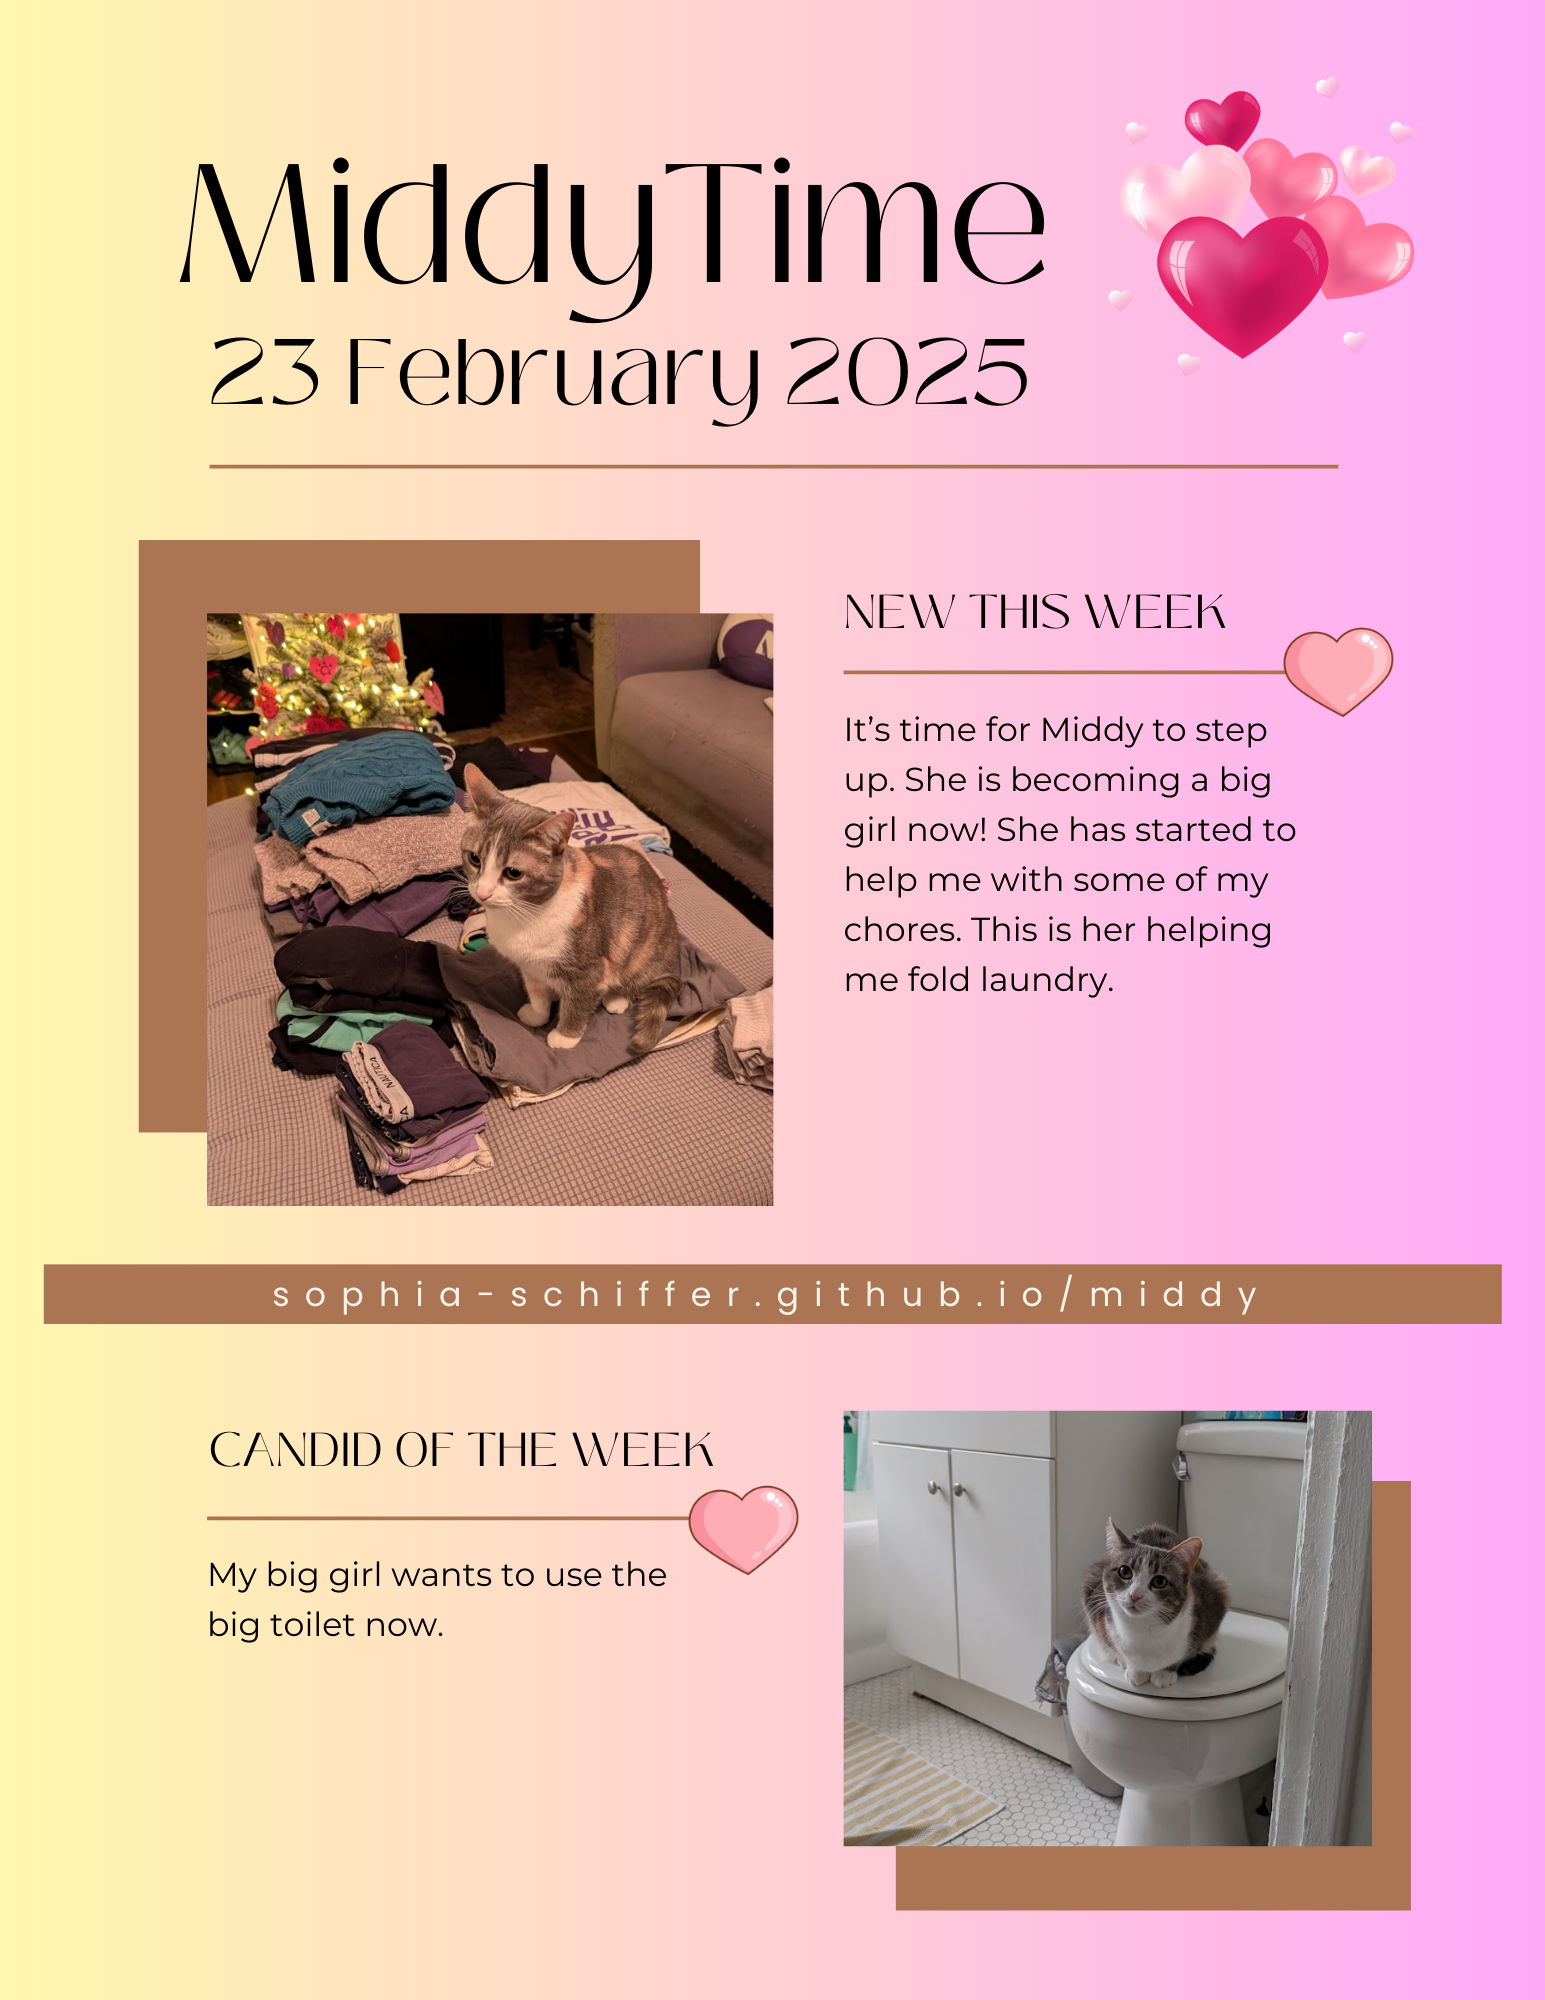 MiddyTime
23 February 2025
NEW THIS WEEK
It’s time for Middy to step
up. She is becoming a big
girl now! She has started to
help me with some of my
chores. This is her helping
me fold laundry.
NAUTICA
sophia-schiffer.github.io/middy
CANDID OF THE WEEK
My big girl wants to use the
big toilet now.